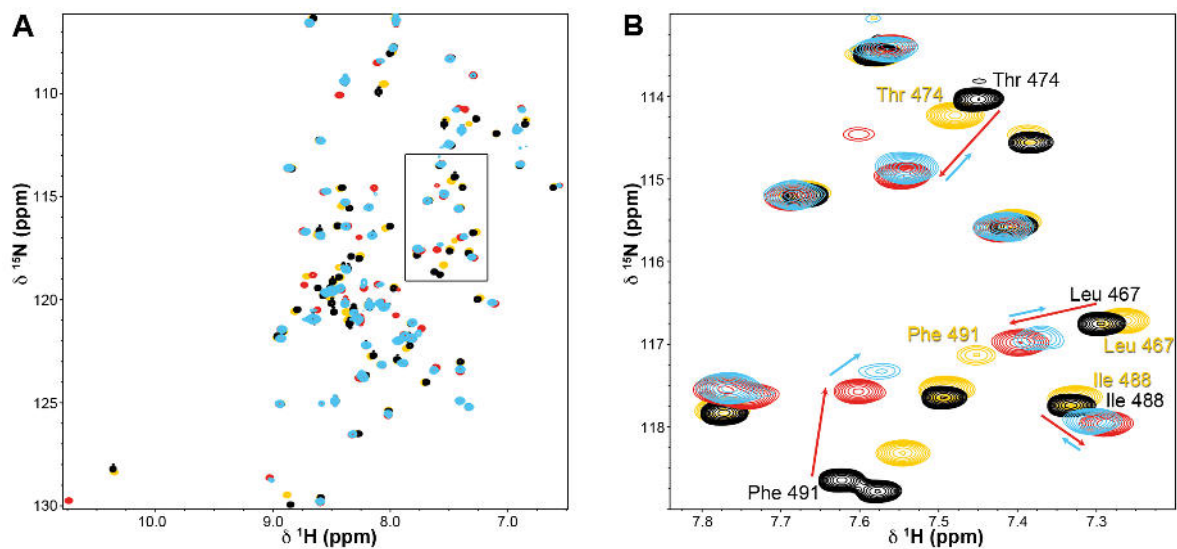 A
δ ¹⁵N (ppm)
110
115
120
125
130
10.0
9.0
8.0
7.0
δ ¹H (ppm)
B
δ ¹⁵N (ppm)
114
115
116
117
118
7.8
7.7
7.6
7.5
7.4
7.3
δ ¹H (ppm)
Thr 474
Thr 474
Leu 467
Phe 491
Leu 467
Ile 488
Ile 488
Phe 491